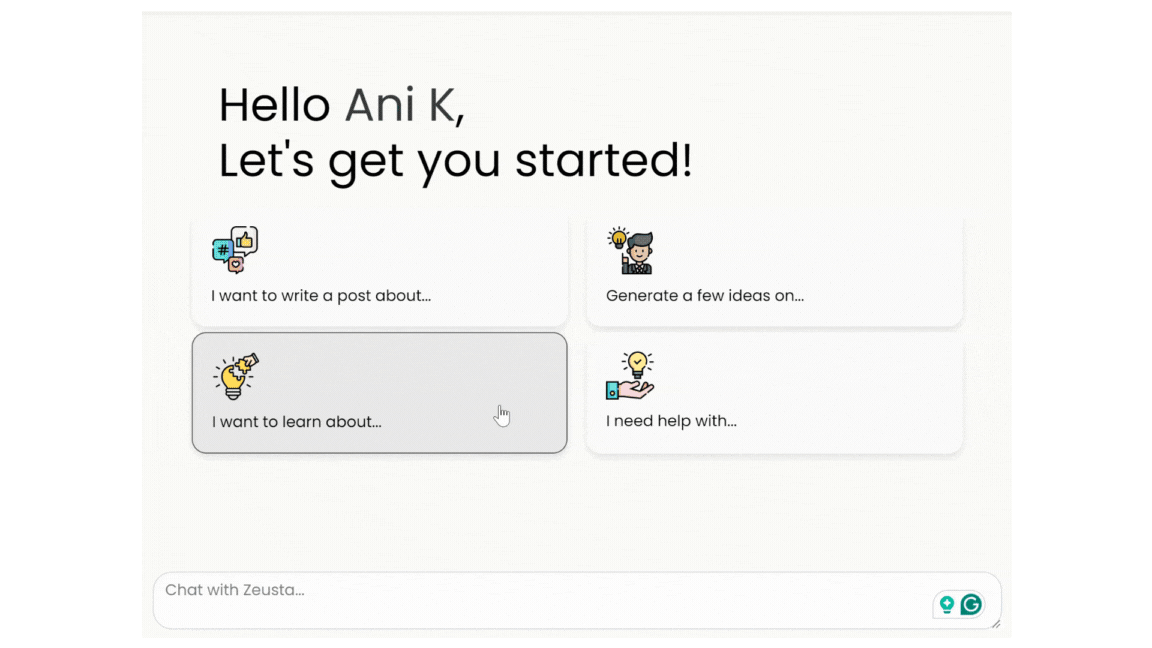 Hello Ani K,
Let's get you started!
#
I want to write a post about...
Generate a few ideas on...
I want to learn about...
I need help with...
Chat with Zeusta...
G